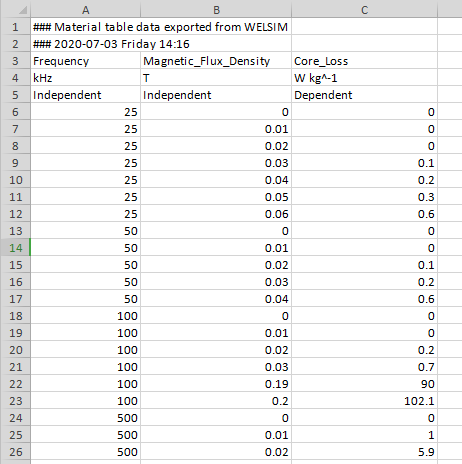 A B C
1 ### Material table data exported from WELSIM
2 ### 2020-07-03 Friday 14:16
3 Frequency Magnetic_Flux_Density Core_Loss
4 kHz T W kg^-1
5 Independent Independent Dependent
6 25 0 0
7 25 0.01 0
8 25 0.02 0
9 25 0.03 0.1
10 25 0.04 0.2
11 25 0.05 0.3
12 25 0.06 0.6
13 50 0 0
14 50 0.01 0
15 50 0.02 0.1
16 50 0.03 0.2
17 50 0.04 0.6
18 100 0 0
19 100 0.01 0
20 100 0.02 0.2
21 100 0.03 0.7
22 100 0.19 90
23 100 0.2 102.1
24 500 0 0
25 500 0.01 1
26 500 0.02 5.9